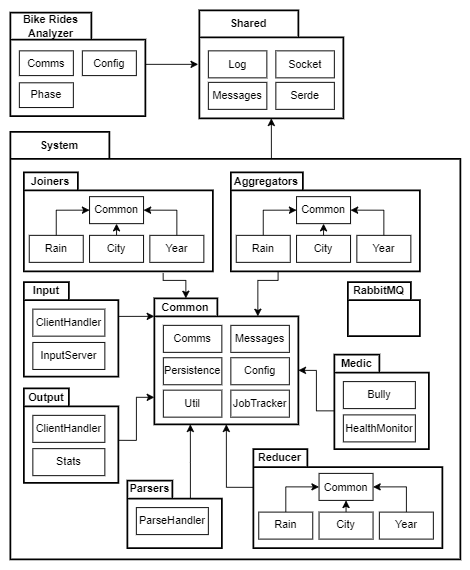 Bike Rides
Analyzer
Comms
Config
Phase
Shared
Log
Socket
Messages
Serde
System
Joiners
Common
Rain
City
Year
Aggregators
Common
Rain
City
Year
Input
ClientHandler
InputServer
Common
Comms
Messages
Persistence
Config
Util
JobTracker
RabbitMQ
Medic
Bully
HealthMonitor
Output
ClientHandler
Stats
Parsers
ParseHandler
Reducer
Common
Rain
City
Year